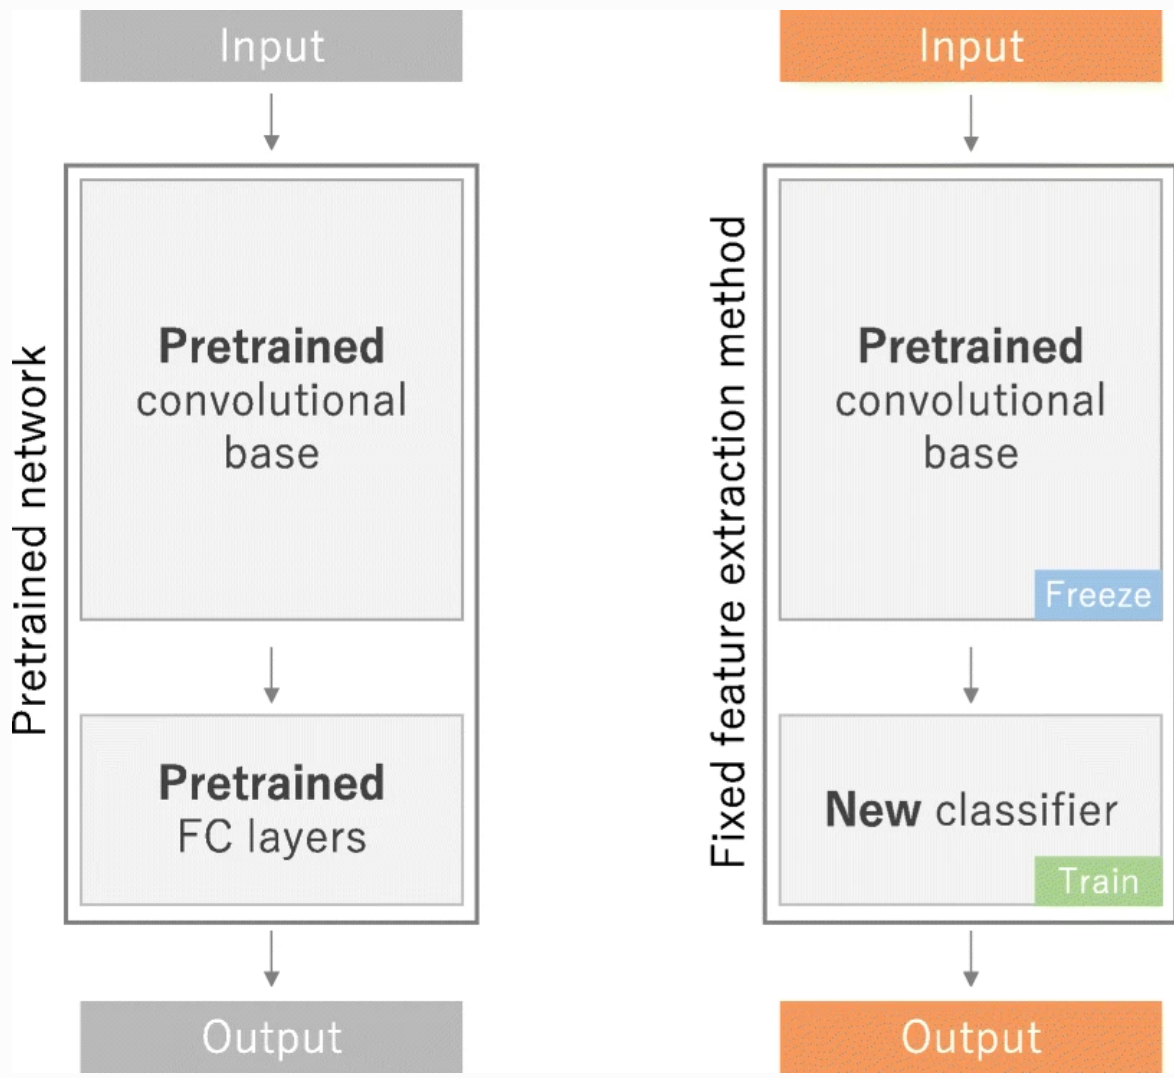 Input
Pretrained network
Pretrained
convolutional
base
Pretrained
FC layers
Output
Input
Fixed feature extraction method
Pretrained
convolutional
base
Freeze
New classifier
Train
Output